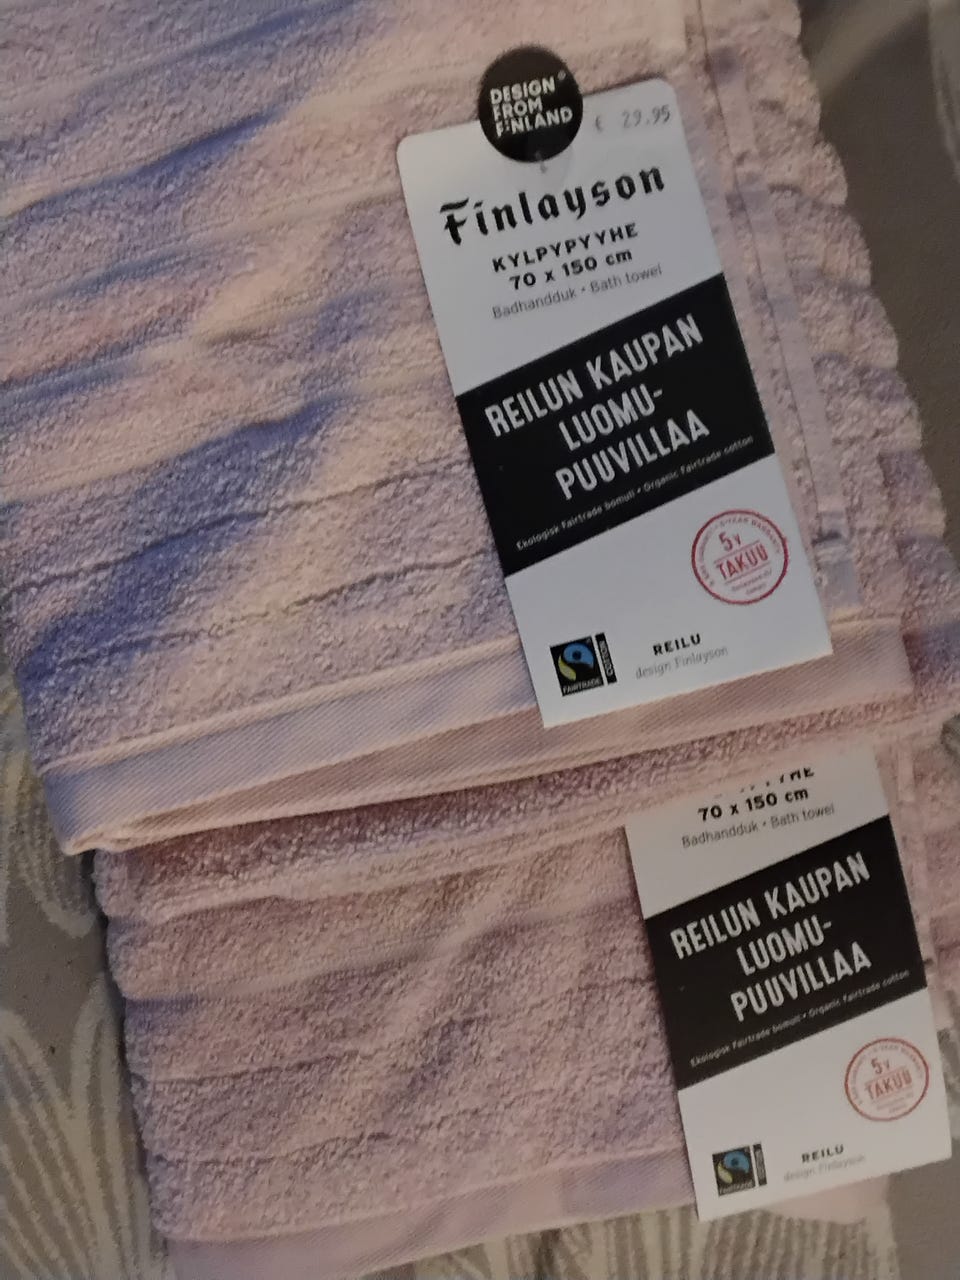 DESIGN
FROM
FINLAND
€ 29.95
Finlayson
KYLPYPYYHE
70 x 150 cm
Badhandduk • Bath towel
REILUN KAUPAN
LUOMU-
PUUVILLAA
Ekologisk Fairtrade bomull • Organic Fairtrade cotton
5v
TAKUU
FAIRTRADE
COTTON
REILU
design Finlayson
70 x 150 cm
Badhandduk • Bath towel
REILUN KAUPAN
LUOMU-
PUUVILLAA
Ekologisk Fairtrade bomull • Organic Fairtrade cotton
5v
TAKUU
FAIRTRADE
REILU
design Finlayson